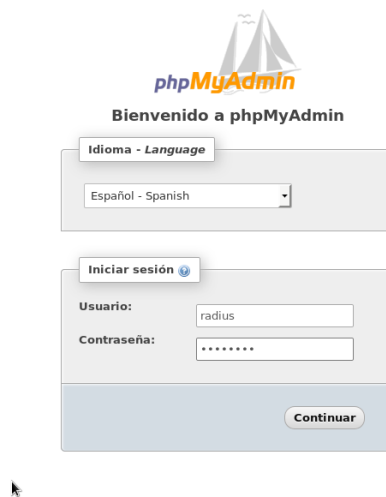 phpMyAdmin
Bienvenido a phpMyAdmin
Idioma - Language
Español - Spanish
Iniciar sesión
Usuario:
radius
Contraseña:
••••••••
Continuar